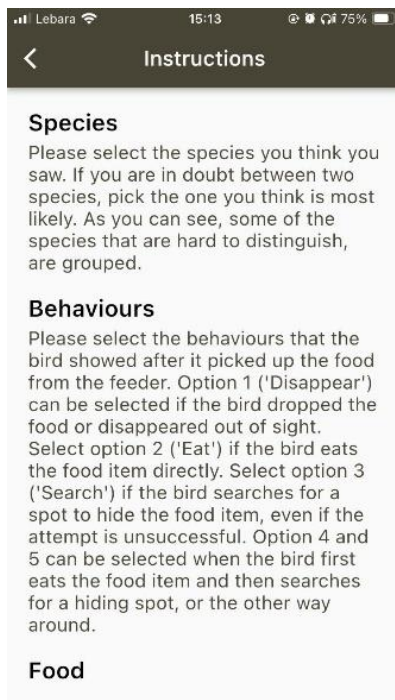 Lebara 15:13 75%
Instructions
Species
Please select the species you think you
saw. If you are in doubt between two
species, pick the one you think is most
likely. As you can see, some of the
species that are hard to distinguish,
are grouped.
Behaviours
Please select the behaviours that the
bird showed after it picked up the food
from the feeder. Option 1 ('Disappear')
can be selected if the bird dropped the
food or disappeared out of sight.
Select option 2 ('Eat') if the bird eats
the food item directly. Select option 3
('Search') if the bird searches for a
spot to hide the food item, even if the
attempt is unsuccessful. Option 4 and
5 can be selected when the bird first
eats the food item and then searches
for a hiding spot, or the other way
around.
Food